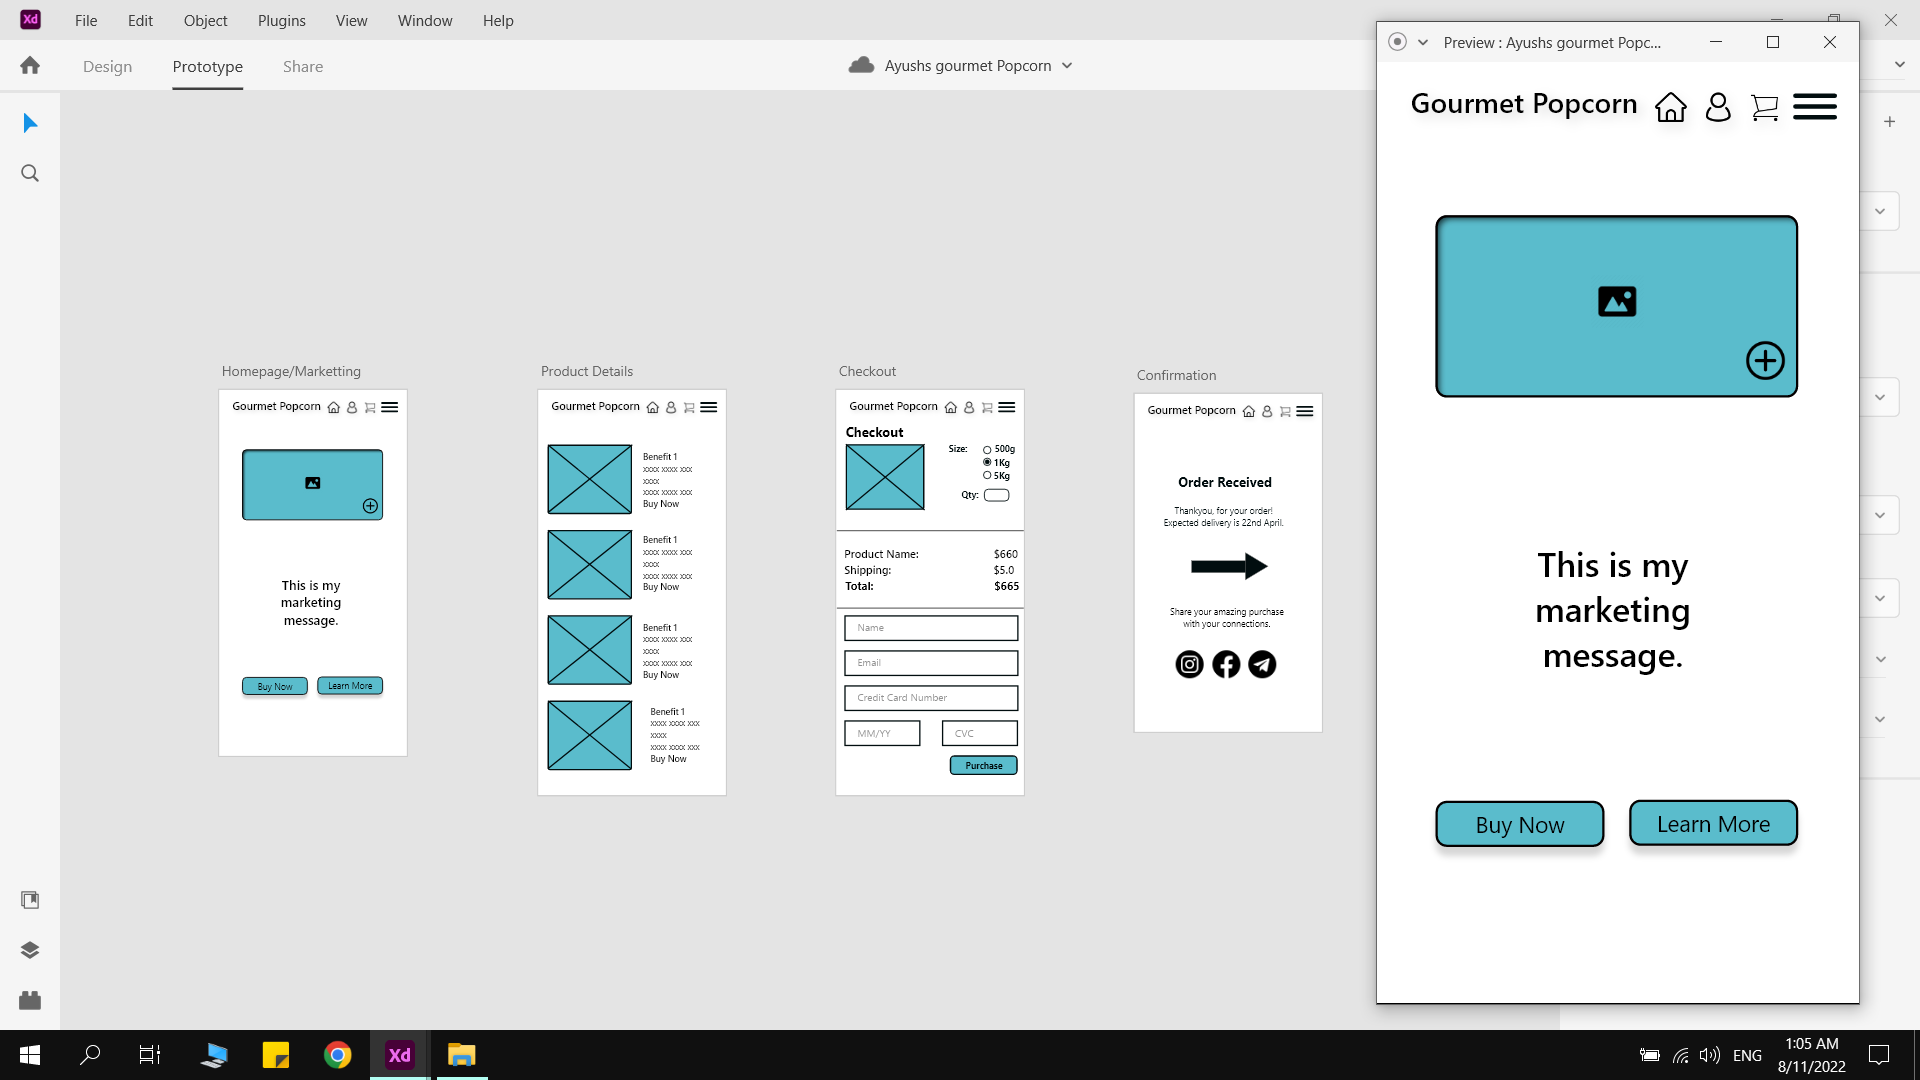 Xd File Edit Object Plugins View Window Help
Design Prototype Share
Ayushs gourmet Popcorn
Preview : Ayushs gourmet Popc...
Gourmet Popcorn
This is my
marketing
message.
Buy Now Learn More
Homepage/Marketting
Gourmet Popcorn
This is my
marketing
message.
Buy Now Learn More
Product Details
Gourmet Popcorn
Benefit 1
xxxx xxxx xxx
xxxx
xxxx xxxx xxx
Buy Now
Benefit 1
xxxx xxxx xxx
xxxx
xxxx xxxx xxx
Buy Now
Benefit 1
xxxx xxxx xxx
xxxx
xxxx xxxx xxx
Buy Now
Benefit 1
xxxx xxxx xxx
xxxx
xxxx xxxx xxx
Buy Now
Checkout
Gourmet Popcorn
Checkout
Size: 500g
1Kg
5Kg
Qty:
Product Name: $660
Shipping: $5.0
Total: $665
Name
Email
Credit Card Number
MM/YY CVC
Purchase
Confirmation
Gourmet Popcorn
Order Received
Thankyou, for your order!
Expected delivery is 22nd April.
Share your amazing purchase
with your connections.
Xd
ENG
1:05 AM
8/11/2022